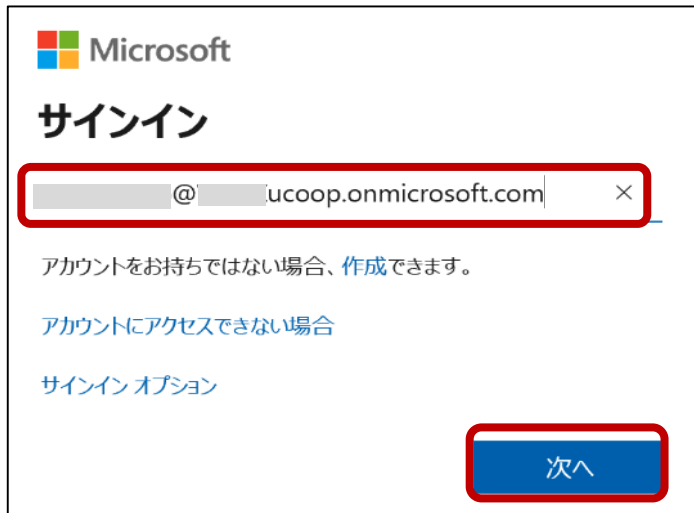 Microsoft
サインイン
@ ucoop.onmicrosoft.com ×
アカウントをお持ちではない場合、作成できます。
アカウントにアクセスできない場合
サインイン オプション
次へ